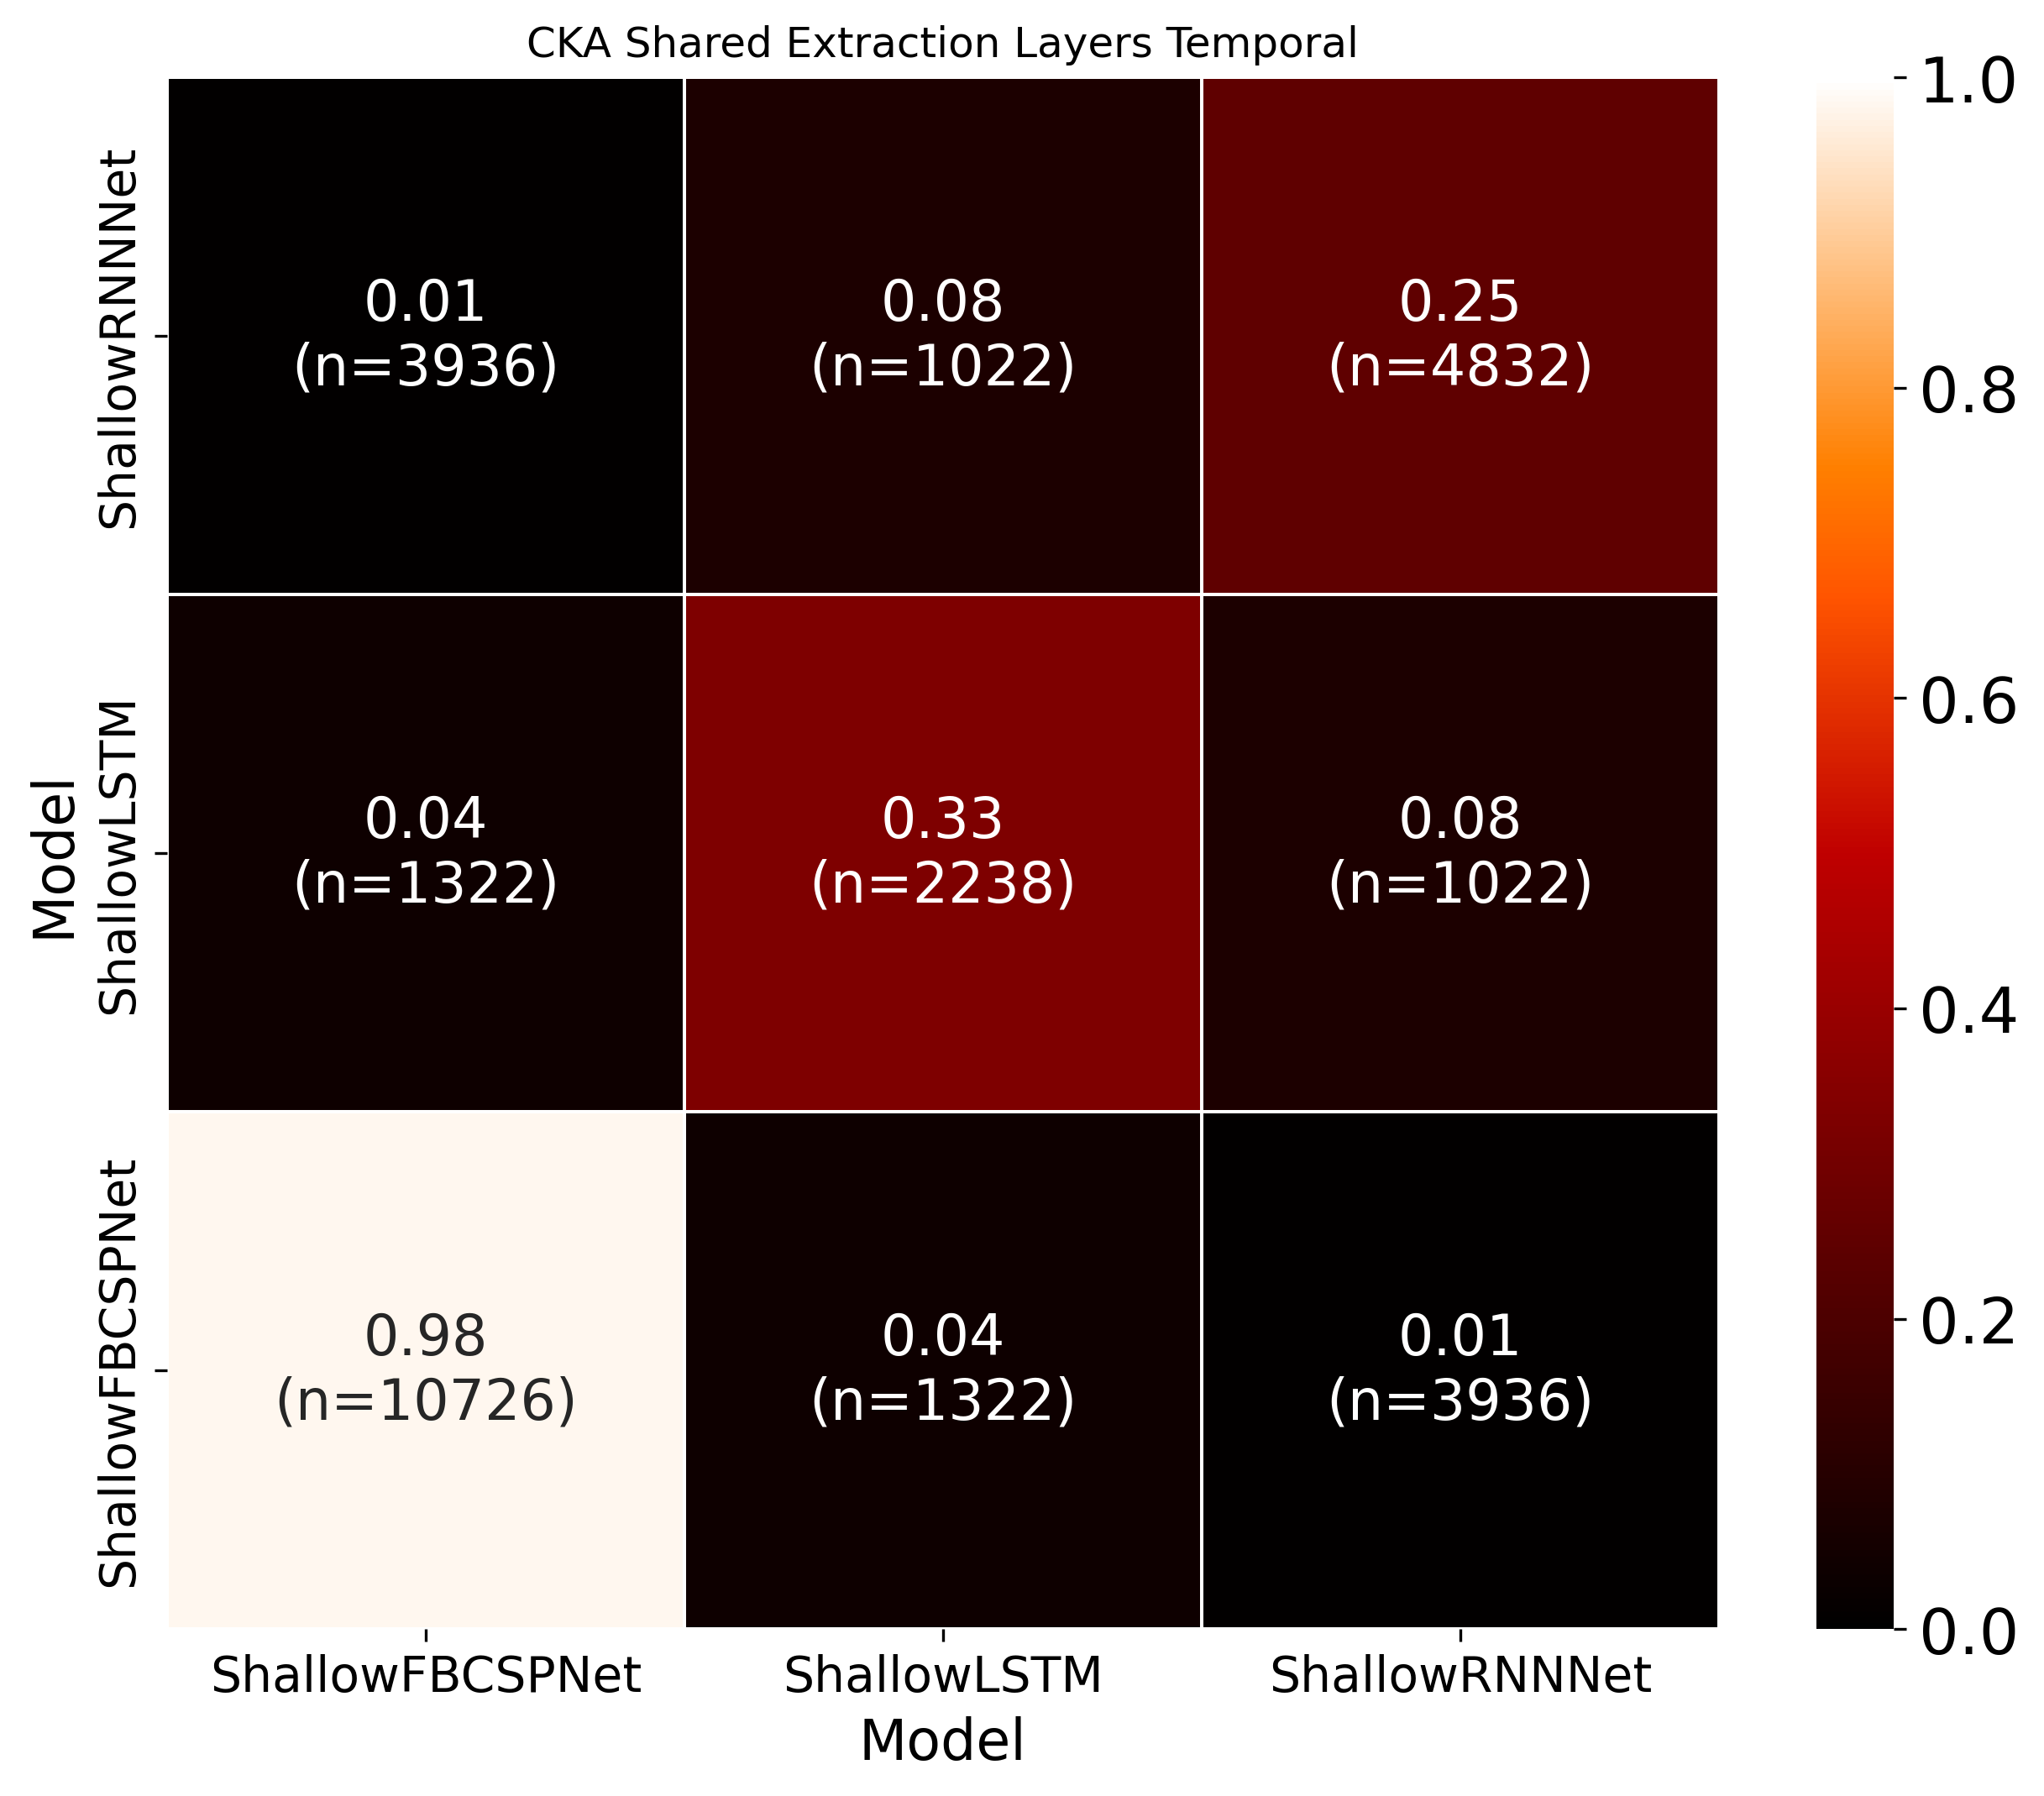 CKA Shared Extraction Layers Temporal
Model
ShallowRNNNet
0.01
(n=3936)
0.08
(n=1022)
0.25
(n=4832)
ShallowLSTM
0.04
(n=1322)
0.33
(n=2238)
0.08
(n=1022)
ShallowFBCSPNet
0.98
(n=10726)
0.04
(n=1322)
0.01
(n=3936)
ShallowFBCSPNet
ShallowLSTM
ShallowRNNNet
Model
1.0
0.8
0.6
0.4
0.2
0.0